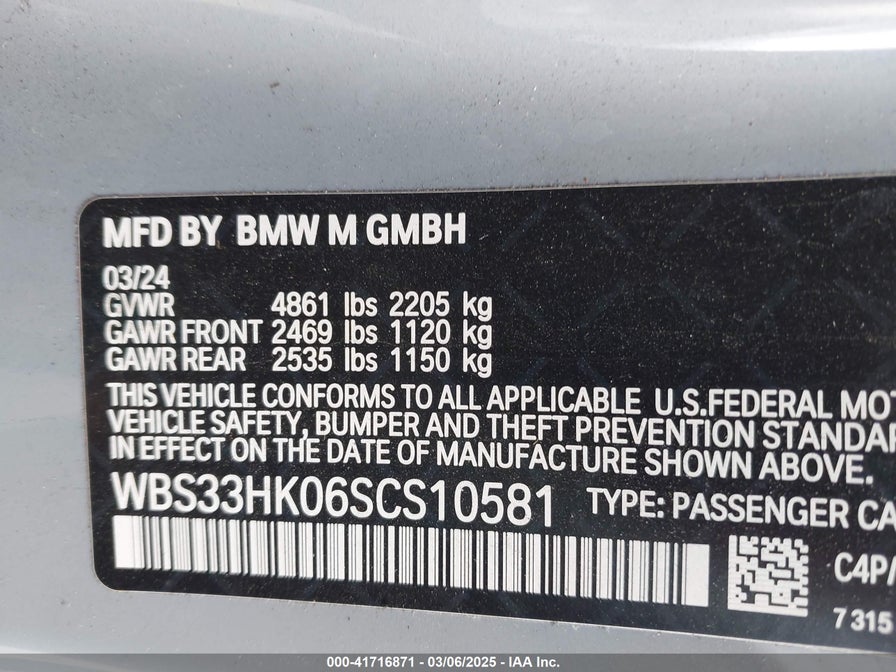 MFD BY BMW M GMBH
03/24
GVWR 4861 lbs 2205 kg
GAWR FRONT 2469 lbs 1120 kg
GAWR REAR 2535 lbs 1150 kg
THIS VEHICLE CONFORMS TO ALL APPLICABLE U.S.FEDERAL MO
VEHICLE SAFETY, BUMPER AND THEFT PREVENTION STANDA
IN EFFECT ON THE DATE OF MANUFACTURE SHOWN ABOVE.
WBS33HK06SCS10581 TYPE: PASSENGER CA
C4P/
7 315
000-41716871 - 03/06/2025 - IAA Inc.